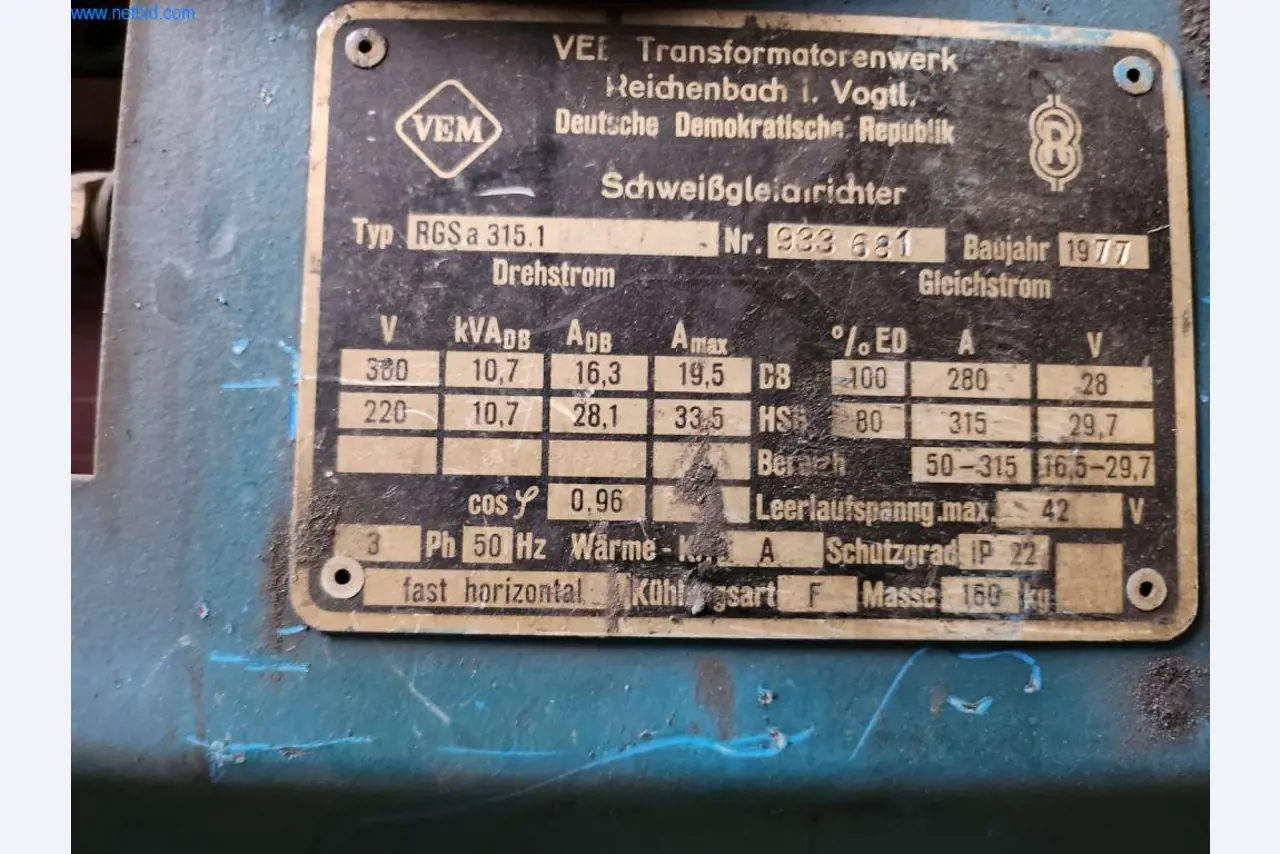 www.netbid.com
VEB Transformatorenwerk
Reichenbach i. Vogtl.
Deutsche Demokratische Republik
VEM
R
Schweißgleichrichter
Typ RGS a 315.1 Nr. 933 681 Baujahr 1977
Drehstrom Gleichstrom
V kVA DB A DB A max % ED A V
380 10,7 16,3 19,5 DB 100 280 28
220 10,7 28,1 33,5 HSB 80 315 29,7
Bereich 50-315 16,5-29,7
cos φ 0,96 Leerlaufspanng.max. 42 V
3 Ph 50 Hz Wärme-Kl. A Schutzgrad IP 22
fast horizontal Kühlungsart F Masse 160 kg